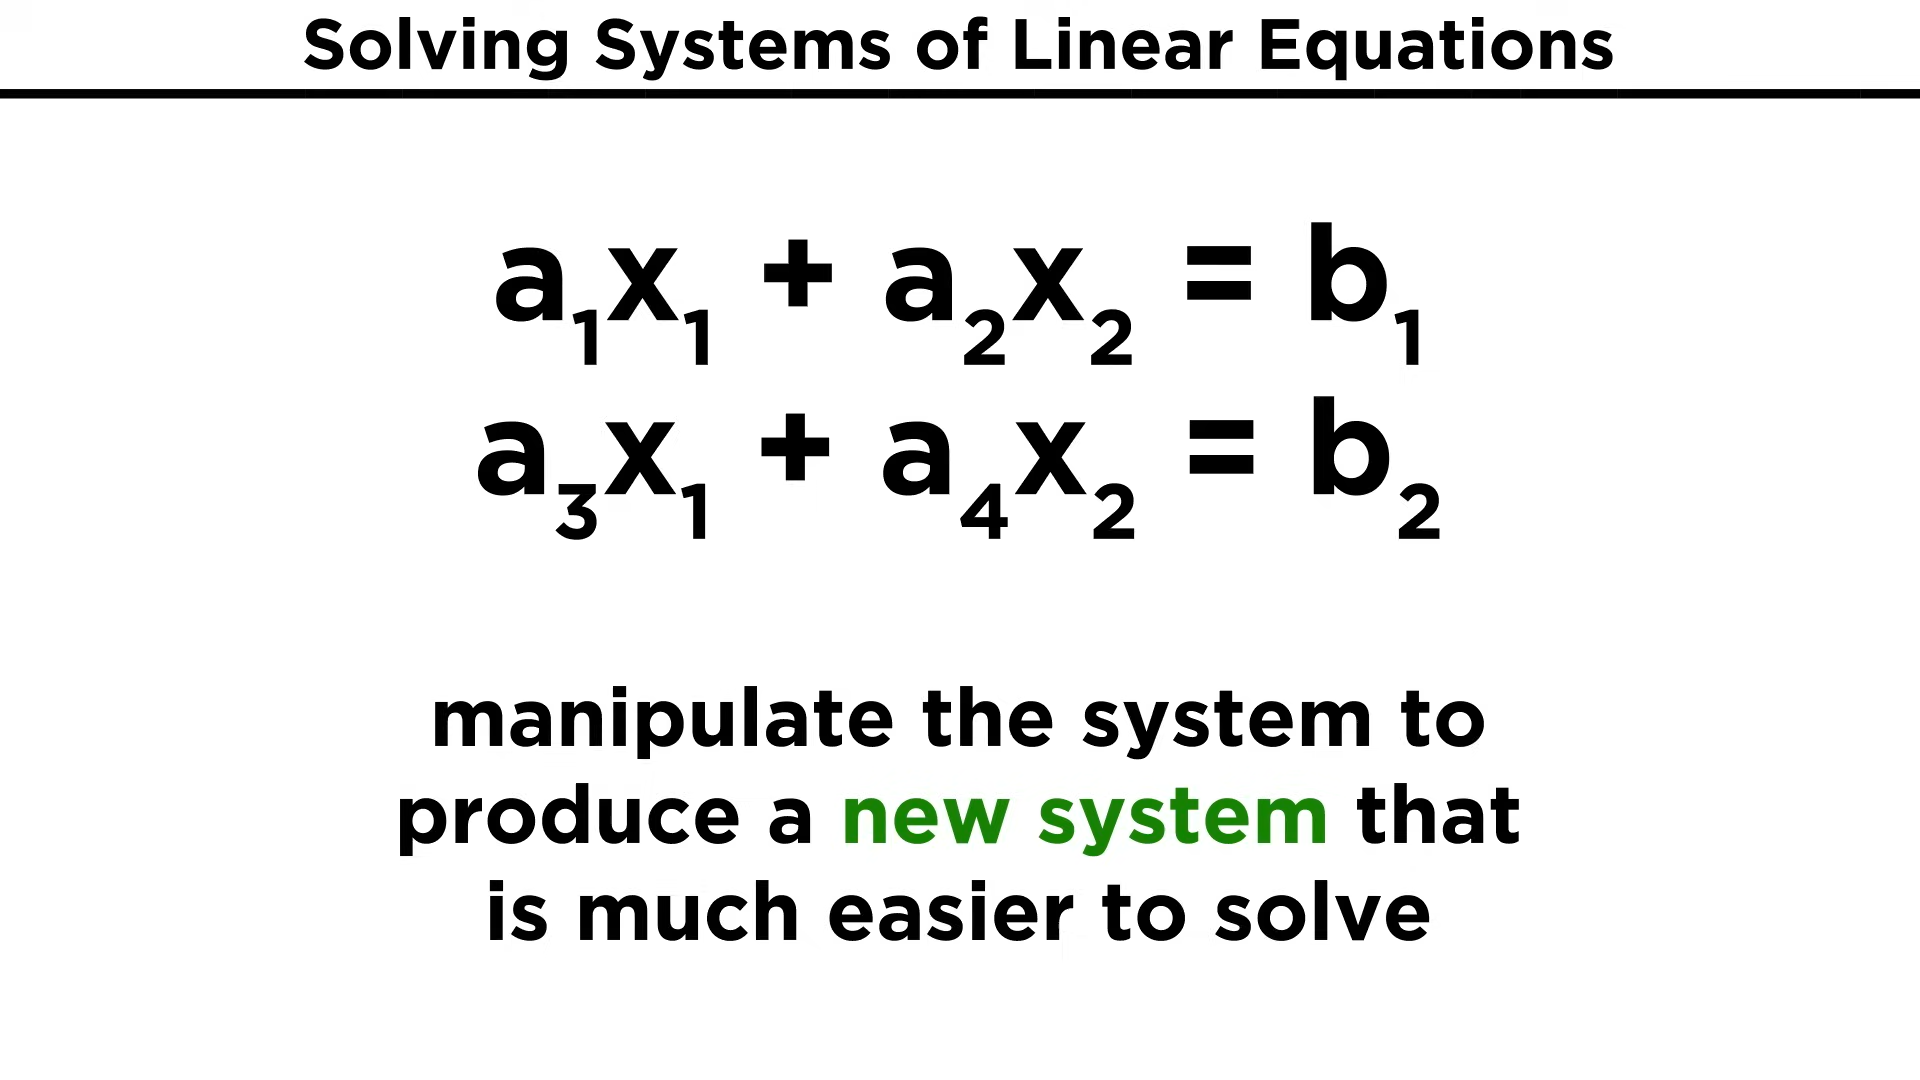 Solving Systems of Linear Equations
a₁x₁ + a₂x₂ = b₁
a₃x₁ + a₄x₂ = b₂
manipulate the system to
produce a new system that
is much easier to solve